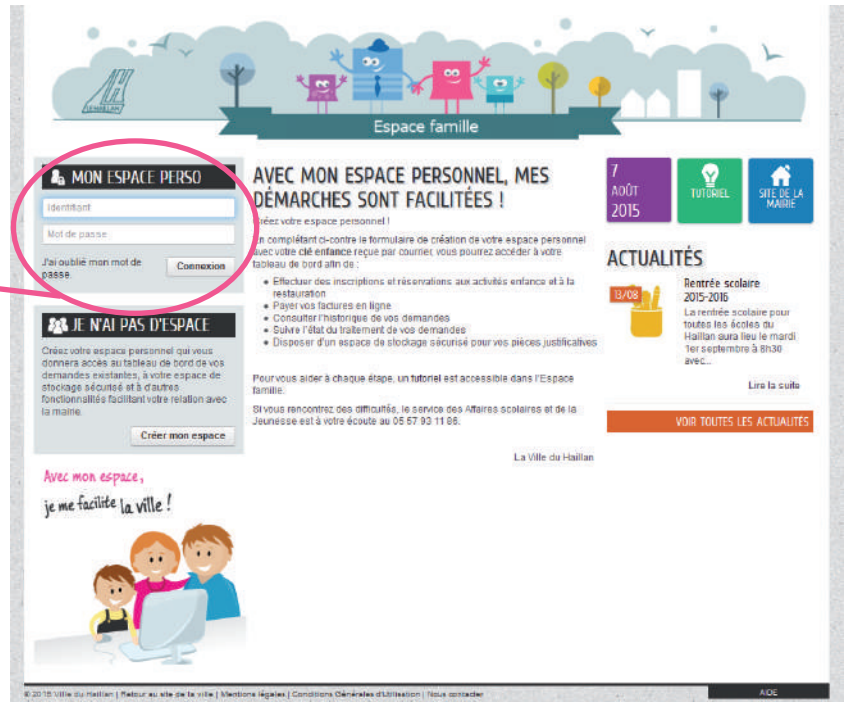 LE HAILLAN
Espace famille
MON ESPACE PERSO
Identifiant
Mot de passe
J'ai oublié mon mot de
passe.
Connexion
JE N'AI PAS D'ESPACE
Créez votre espace personnel qui vous
donnera accès au tableau de bord de vos
demandes existantes, à votre espace de
stockage sécurisé et à d'autres
fonctionnalités facilitant votre relation avec
la mairie.
Créer mon espace
Avec mon espace,
je me facilite la ville !
AVEC MON ESPACE PERSONNEL, MES
DÉMARCHES SONT FACILITÉES !
Créez votre espace personnel !
En complétant ci-contre le formulaire de création de votre espace personnel
avec votre clé enfance reçue par courrier, vous pourrez accéder à votre
tableau de bord afin de :
• Effectuer des inscriptions et réservations aux activités enfance et à la
restauration
• Payer vos factures en ligne
• Consulter l'historique de vos demandes
• Suivre l'état du traitement de vos demandes
• Disposer d'un espace de stockage sécurisé pour vos pièces justificatives
Pour vous aider à chaque étape, un tutoriel est accessible dans l'Espace
famille.
Si vous rencontrez des difficultés, le service des Affaires scolaires et de la
Jeunesse est à votre écoute au 05 57 93 11 86.
La Ville du Haillan
7
AOÛT
2015
TUTORIEL
SITE DE LA
MAIRIE
ACTUALITÉS
13/08
Rentrée scolaire
2015-2016
La rentrée scolaire pour
toutes les écoles du
Haillan aura lieu le mardi
1er septembre à 8h30
avec...
Lire la suite
VOIR TOUTES LES ACTUALITÉS
© 2015 Ville du Haillan | Retour au site de la ville | Mentions légales | Conditions Générales d'Utilisation | Nous contacter
AIDE